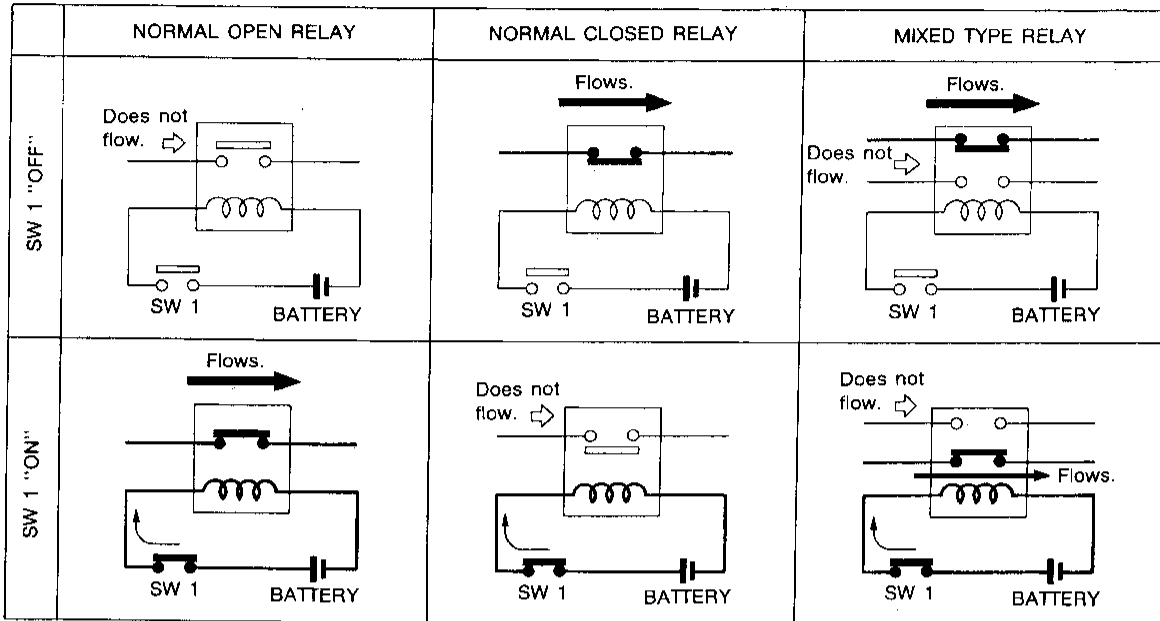 NORMAL OPEN RELAY
NORMAL CLOSED RELAY
MIXED TYPE RELAY
SW 1 "OFF"
Does not
flow.
SW 1
BATTERY
Flows.
SW 1
BATTERY
Flows.
Does not
flow.
SW 1
BATTERY
SW 1 "ON"
Flows.
SW 1
BATTERY
Does not
flow.
SW 1
BATTERY
Does not
flow.
Flows.
SW 1
BATTERY